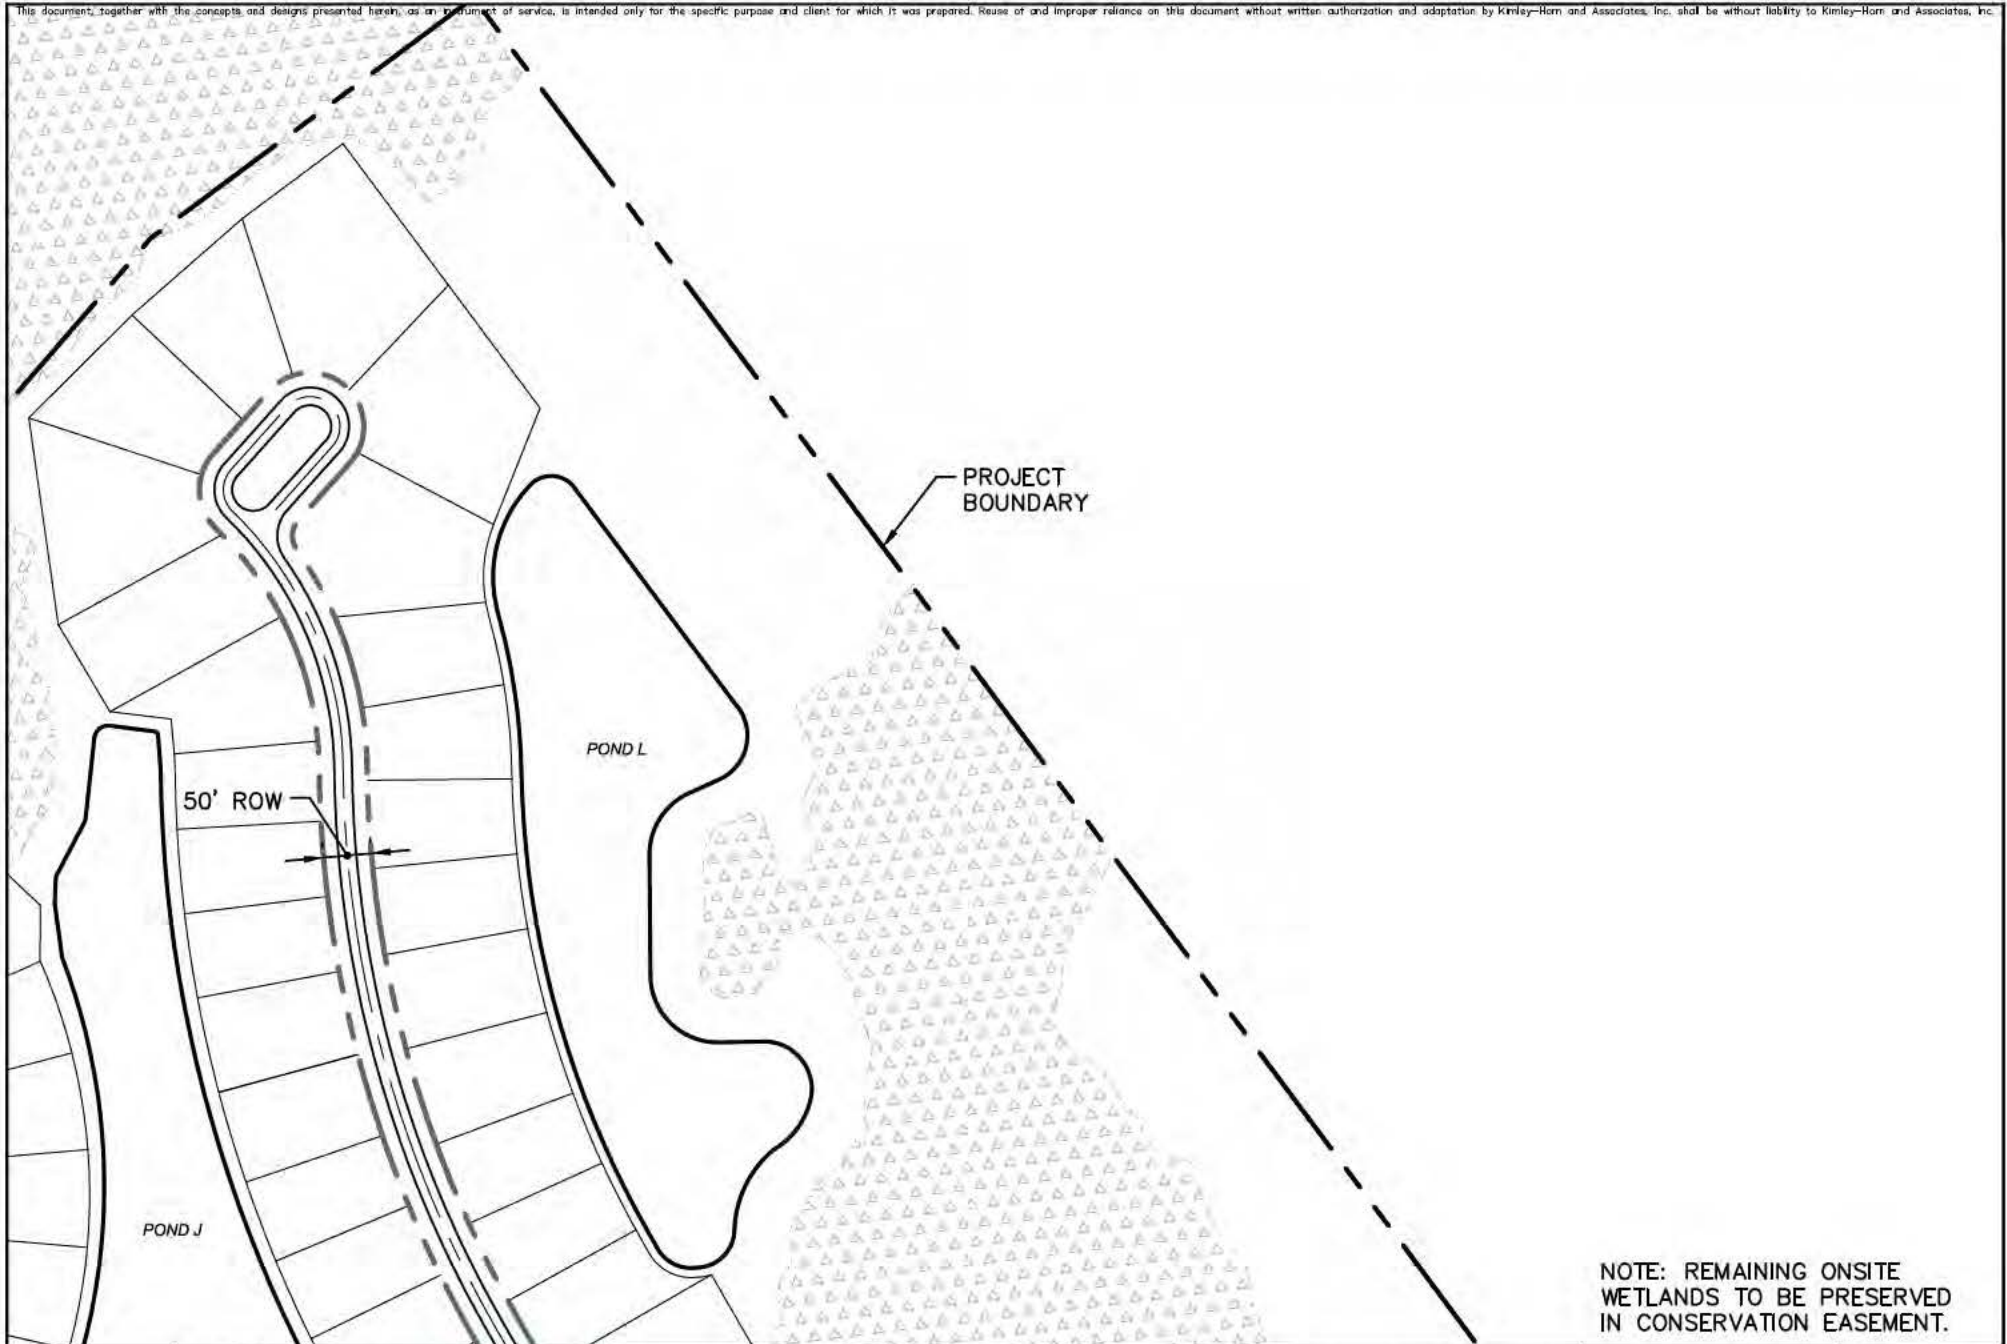 This document, together with the concepts and designs presented herein, as an instrument of service, is intended only for the specific purpose and client for which it was prepared. Reuse of and improper reliance on this document without written authorization and adaptation by Kimley-Horn and Associates, Inc. shall be without liability to Kimley-Horn and Associates, Inc.
PROJECT
BOUNDARY
POND L
50' ROW
POND J
NOTE: REMAINING ONSITE
WETLANDS TO BE PRESERVED
IN CONSERVATION EASEMENT.